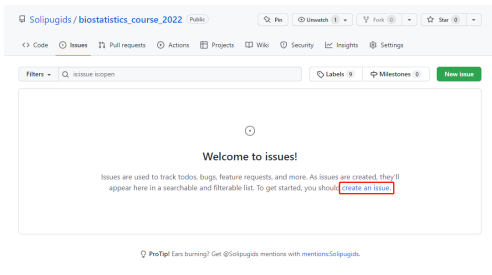 Solipugids / biostatistics_course_2022 Public Pin Unwatch 1 Fork 0 Star 0
Code Issues Pull requests Actions Projects Wiki Security Insights Settings
Filters is:issue is:open Labels 9 Milestones 0 New issue
Welcome to issues!
Issues are used to track todos, bugs, feature requests, and more. As issues are created, they'll
appear here in a searchable and filterable list. To get started, you should create an issue.
ProTip! Ears burning? Get @Solipugids mentions with mentions:Solipugids.